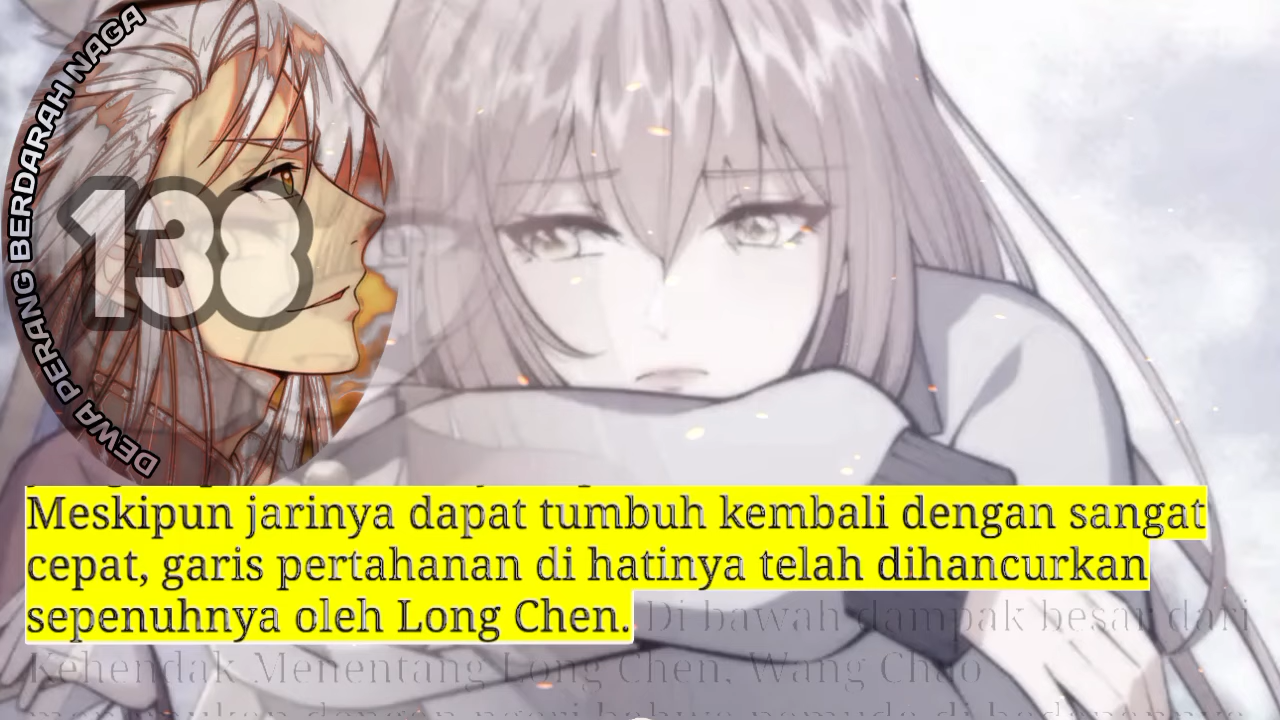 DEWA PERANG BERDARAH NAGA
138
Meskipun jarinya dapat tumbuh kembali dengan sangat
cepat, garis pertahanan di hatinya telah dihancurkan
sepenuhnya oleh Long Chen. Di bawah dampak besar dari
Kehendak Menentang Long Chen, Wang Chao